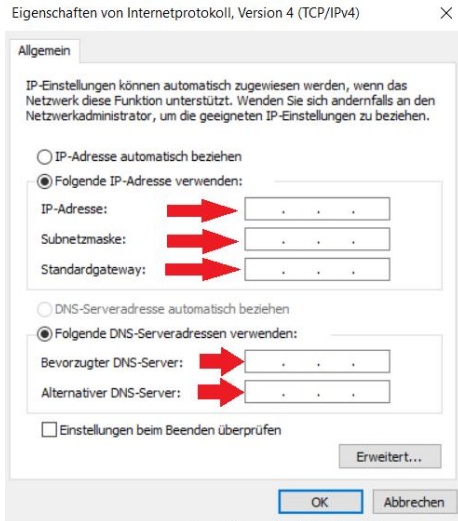 Eigenschaften von Internetprotokoll, Version 4 (TCP/IPv4)
Allgemein
IP-Einstellungen können automatisch zugewiesen werden, wenn das
Netzwerk diese Funktion unterstützt. Wenden Sie sich andernfalls an den
Netzwerkadministrator, um die geeigneten IP-Einstellungen zu beziehen.
IP-Adresse automatisch beziehen
Folgende IP-Adresse verwenden:
IP-Adresse: . . .
Subnetzmaske: . . .
Standardgateway: . . .
DNS-Serveradresse automatisch beziehen
Folgende DNS-Serveradressen verwenden:
Bevorzugter DNS-Server: . . .
Alternativer DNS-Server: . . .
Einstellungen beim Beenden überprüfen
Erweitert...
OK Abbrechen